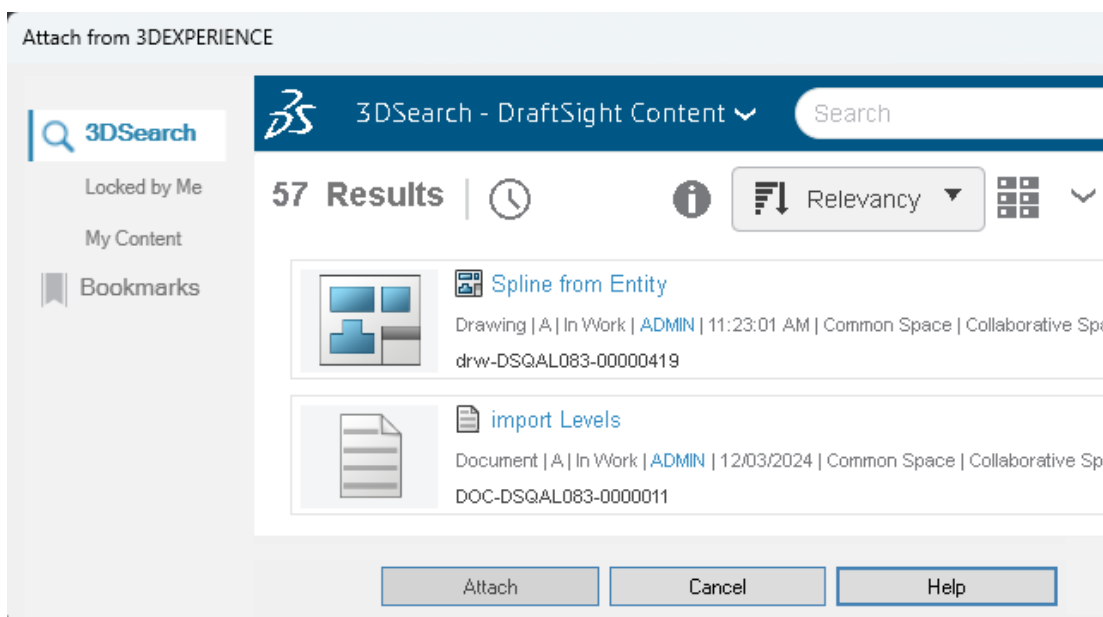 Attach from 3DEXPERIENCE
3DSearch
Locked by Me
My Content
Bookmarks
3DSearch - DraftSight Content
Search
57 Results
Relevancy
Spline from Entity
Drawing | A | In Work | ADMIN | 11:23:01 AM | Common Space | Collaborative Spa
drw-DSQAL083-00000419
import Levels
Document | A | In Work | ADMIN | 12/03/2024 | Common Space | Collaborative Sp
DOC-DSQAL083-0000011
Attach
Cancel
Help